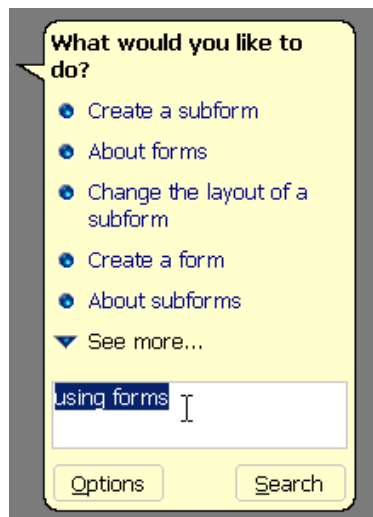 What would you like to
do?
Create a subform
About forms
Change the layout of a
subform
Create a form
About subforms
See more...
using forms
Options
Search